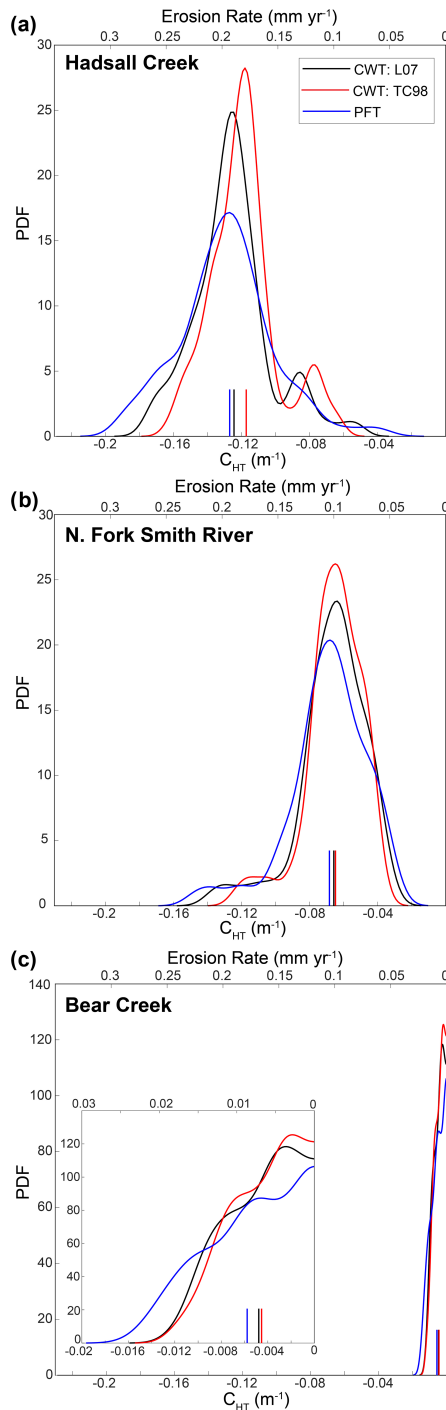 Erosion Rate (mm yr⁻¹)
0.3 0.25 0.2 0.15 0.1 0.05 0
(a)
Hadsall Creek
CWT: L07
CWT: TC98
PFT
30
25
20
15
10
5
0
PDF
-0.2 -0.16 -0.12 -0.08 -0.04
C_HT (m⁻¹)
Erosion Rate (mm yr⁻¹)
0.3 0.25 0.2 0.15 0.1 0.05 0
(b)
N. Fork Smith River
30
25
20
15
10
5
0
PDF
-0.2 -0.16 -0.12 -0.08 -0.04
C_HT (m⁻¹)
Erosion Rate (mm yr⁻¹)
0.3 0.25 0.2 0.15 0.1 0.05 0
(c)
Bear Creek
140
120
100
80
60
40
20
0
PDF
0.03 0.02 0.01 0
120
100
80
60
40
20
0
-0.02 -0.016 -0.012 -0.008 -0.004 0
-0.2 -0.16 -0.12 -0.08 -0.04
C_HT (m⁻¹)